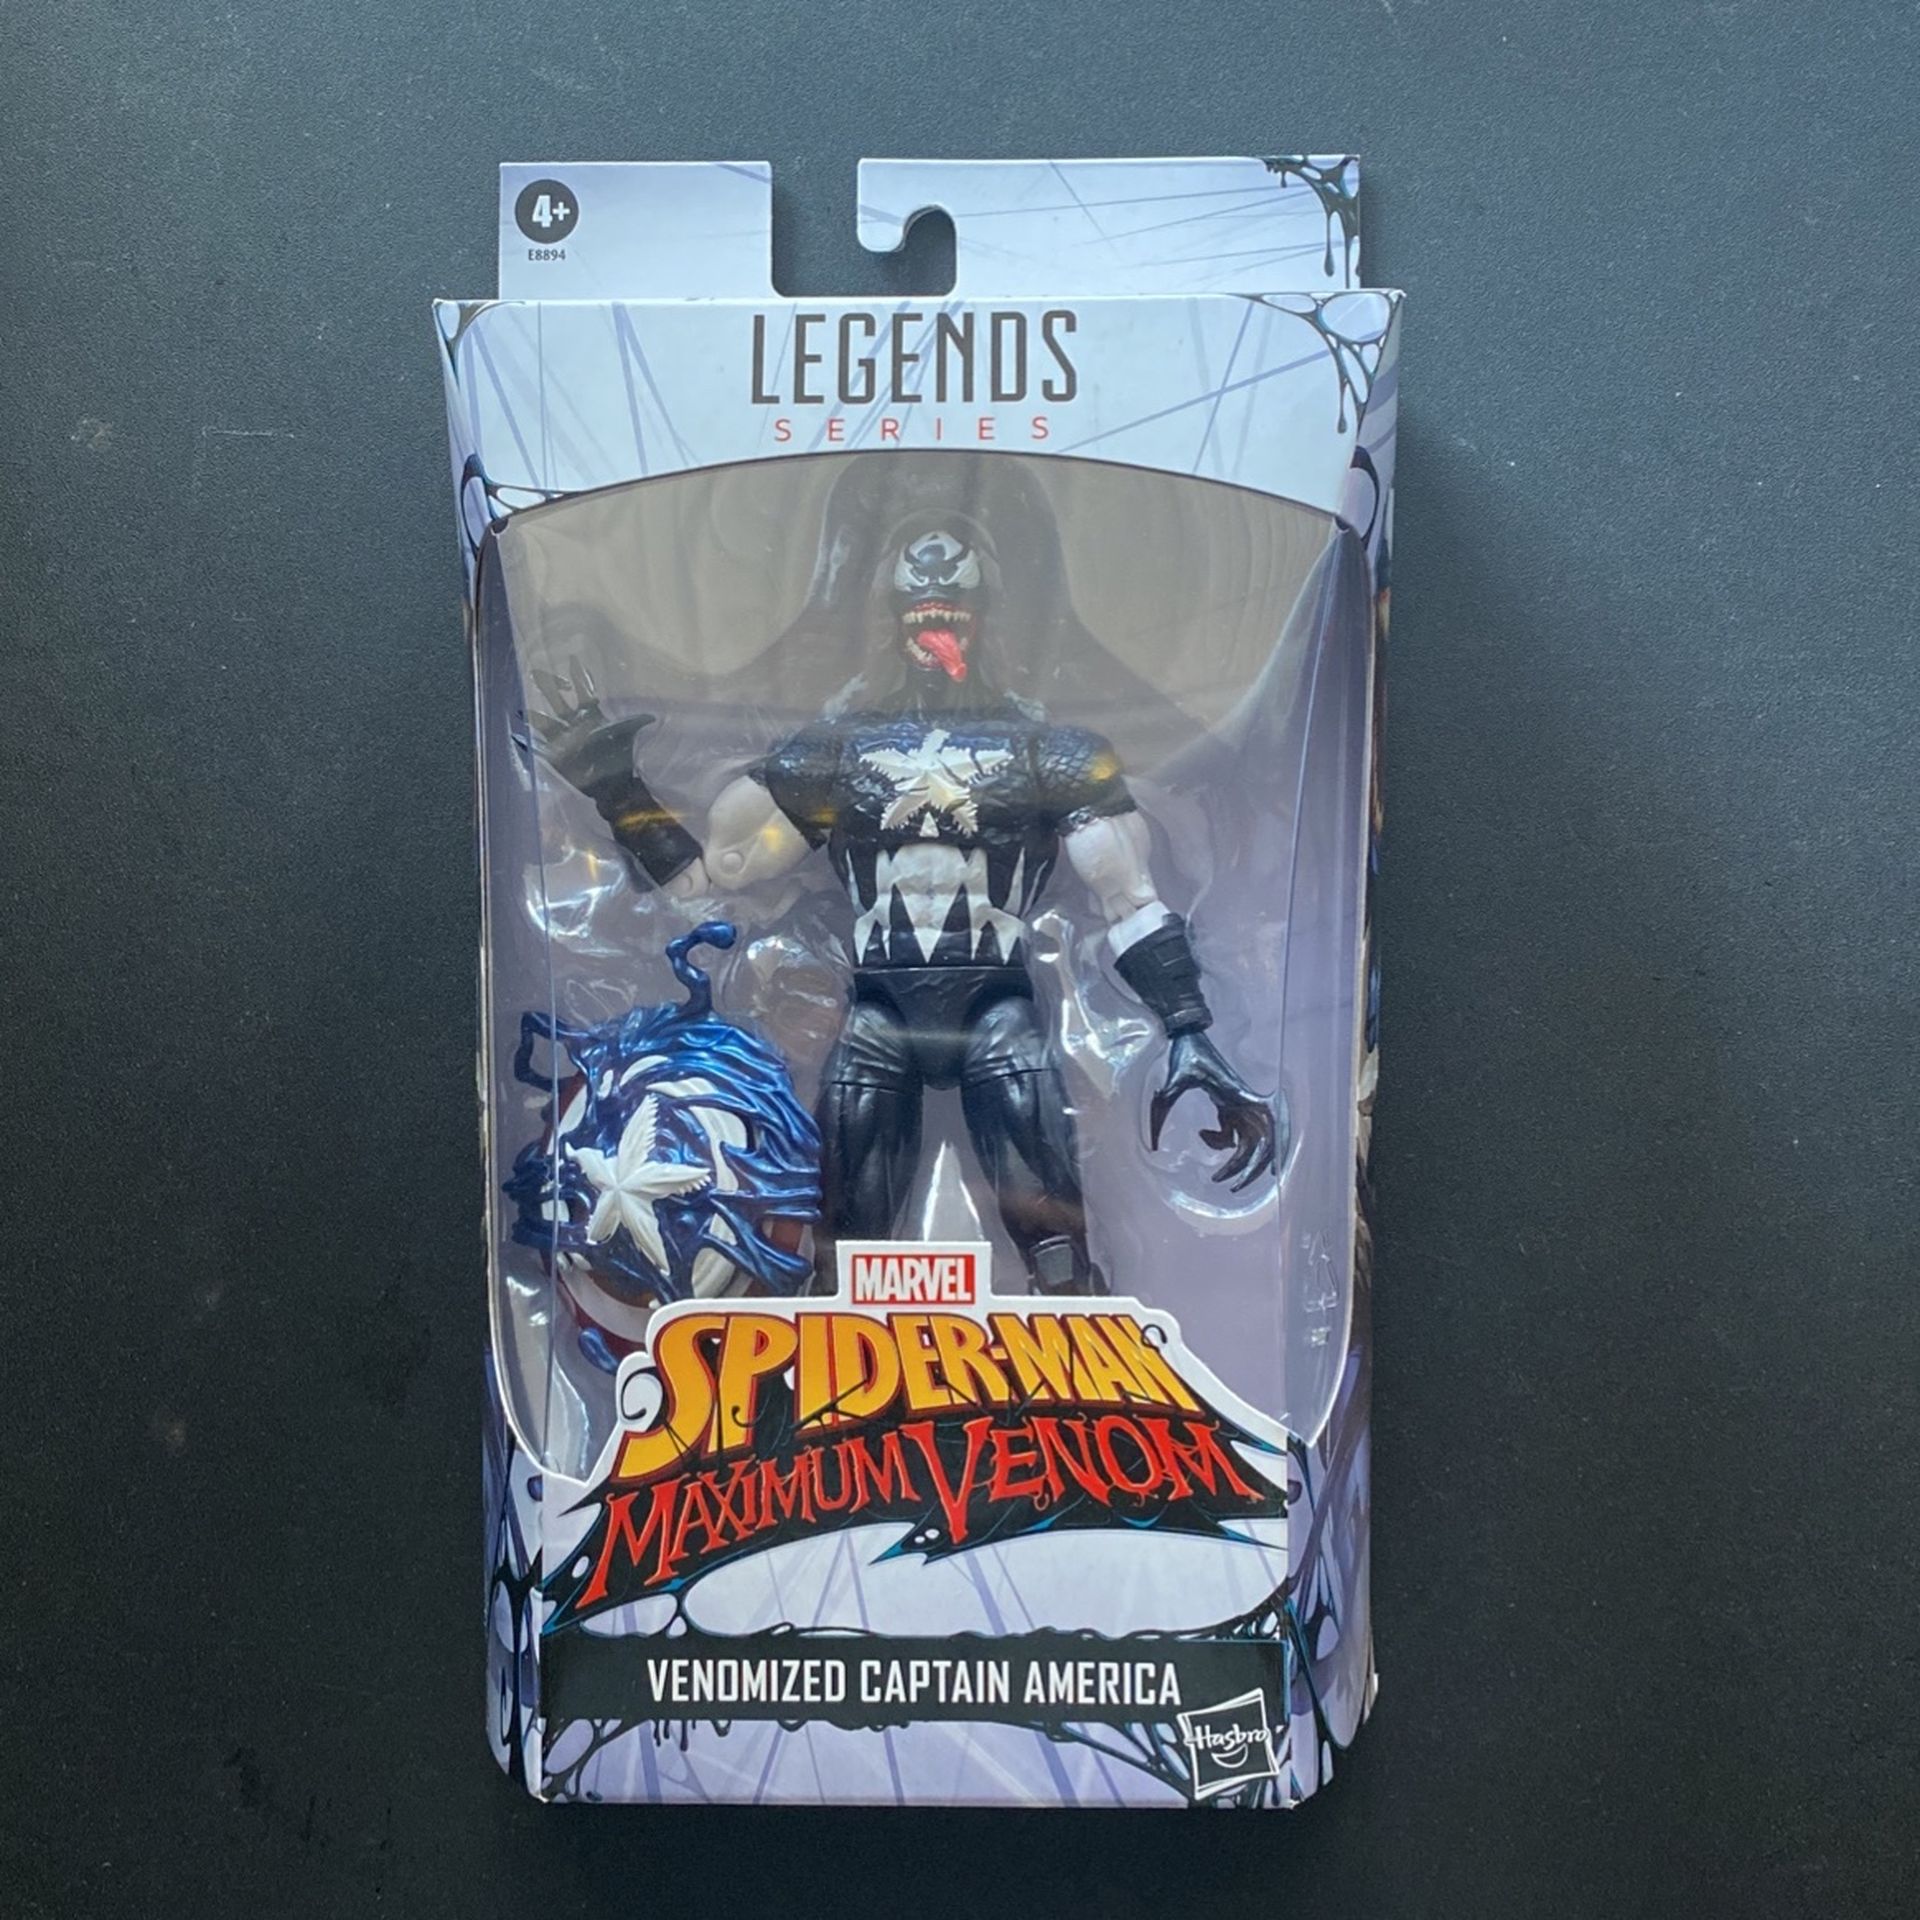 4+
E8894
LEGENDS
SERIES
MARVEL
SPIDER-MAN
MAXIMUM VENOM
VENOMIZED CAPTAIN AMERICA
Hasbro